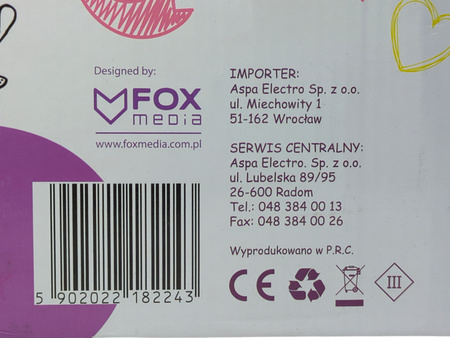 Designed by:
FOX
media
www.foxmedia.com.pl
IMPORTER:
Aspa Electro Sp. z o.o.
ul. Miechowity 1
51-162 Wrocław
SERWIS CENTRALNY:
Aspa Electro. Sp. z o.o.
ul. Lubelska 89/95
26-600 Radom
Tel.: 048 384 00 13
Fax: 048 384 00 26
Wyprodukowano w P.R.C.
CE
III
5 902022 182243